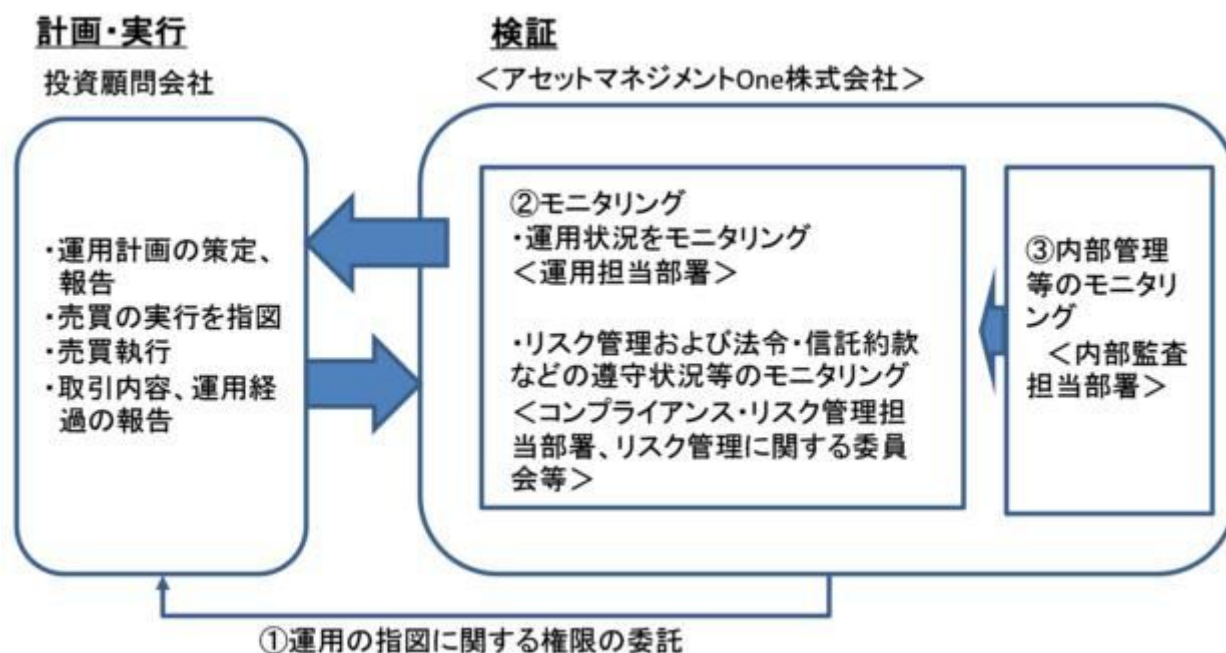 計画・実行
投資顧問会社
・運用計画の策定、
報告
・売買の実行を指図
・売買執行
・取引内容、運用経
過の報告
検証
＜アセットマネジメントOne株式会社＞
②モニタリング
・運用状況をモニタリング
＜運用担当部署＞
・リスク管理および法令・信託約款
などの遵守状況等のモニタリング
＜コンプライアンス・リスク管理担
当部署、リスク管理に関する委員
会等＞
③内部管理
等のモニタリ
ング
＜内部監査
担当部署＞
①運用の指図に関する権限の委託